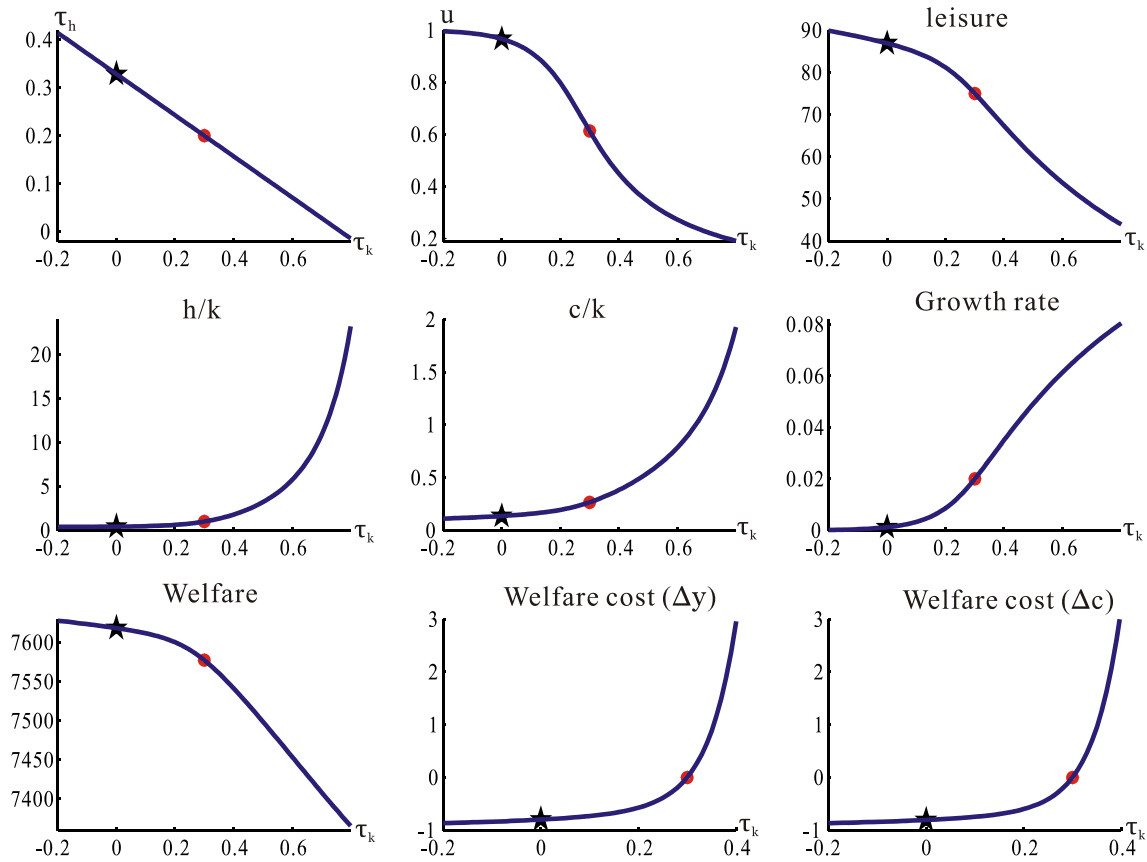 τh
0.4
0.3
0.2
0.1
0
-0.2 0 0.2 0.4 0.6 τk
u
1
0.8
0.6
0.4
0.2
-0.2 0 0.2 0.4 0.6 τk
leisure
90
80
70
60
50
40
-0.2 0 0.2 0.4 0.6 τk
h/k
20
15
10
5
0
-0.2 0 0.2 0.4 0.6 τk
c/k
2
1.5
1
0.5
0
-0.2 0 0.2 0.4 0.6 τk
Growth rate
0.08
0.06
0.04
0.02
0
-0.2 0 0.2 0.4 0.6 τk
Welfare
7600
7550
7500
7450
7400
-0.2 0 0.2 0.4 0.6 τk
Welfare cost (Δy)
3
2
1
0
-1
-0.2 0 0.2 0.4 τk
Welfare cost (Δc)
3
2
1
0
-1
-0.2 0 0.2 0.4 τk